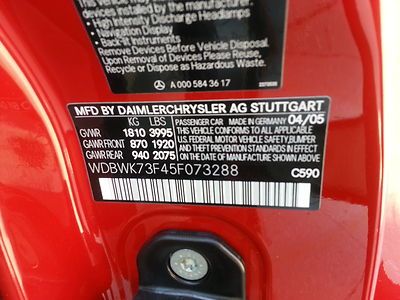 devices may be installed in this
• High Intensity Discharge Headlamps
• Navigation Display
• Back-lit Instruments
Remove Devices Before Vehicle Disposal
Upon Removal of Devices Please Reuse,
Recycle or Dispose as Hazardous Waste.
A 000 584 36 17
MFD BY DAIMLERCHRYSLER AG STUTTGART
KG LBS PASSENGER CAR MADE IN GERMANY 04/05
GVWR 1810 3995 THIS VEHICLE CONFORMS TO ALL APPLICABLE
GAWR FRONT 870 1920 U.S. FEDERAL MOTOR VEHICLE SAFETY,BUMPER
GAWR REAR 940 2075 AND THEFT PREVENTION STANDARDS IN EFFECT ON THE DATE OF MANUFACTURE SHOWN ABOVE
WDBWK73F45F073288 C590